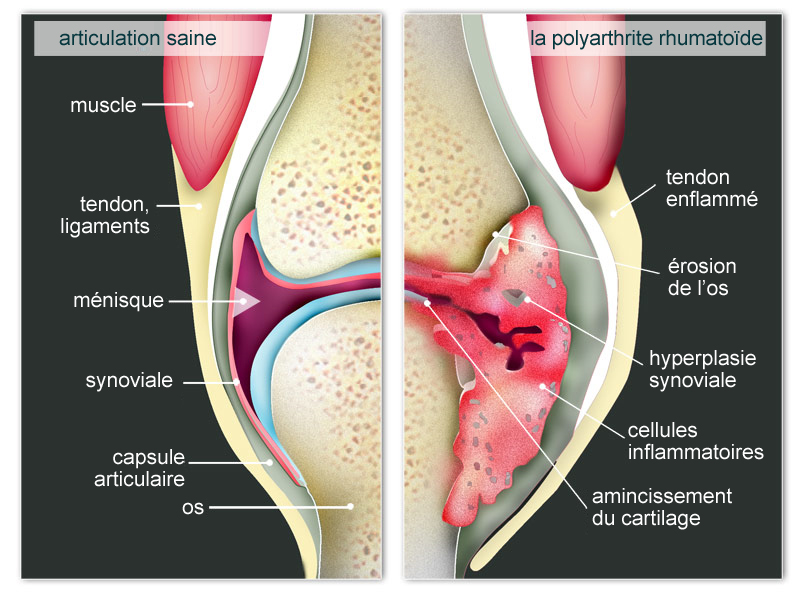 articulation saine
muscle
tendon,
ligaments
ménisque
synoviale
capsule
articulaire
os
la polyarthrite rhumatoïde
tendon
enflammé
érosion
de l'os
hyperplasie
synoviale
cellules
inflammatoires
amincissement
du cartilage